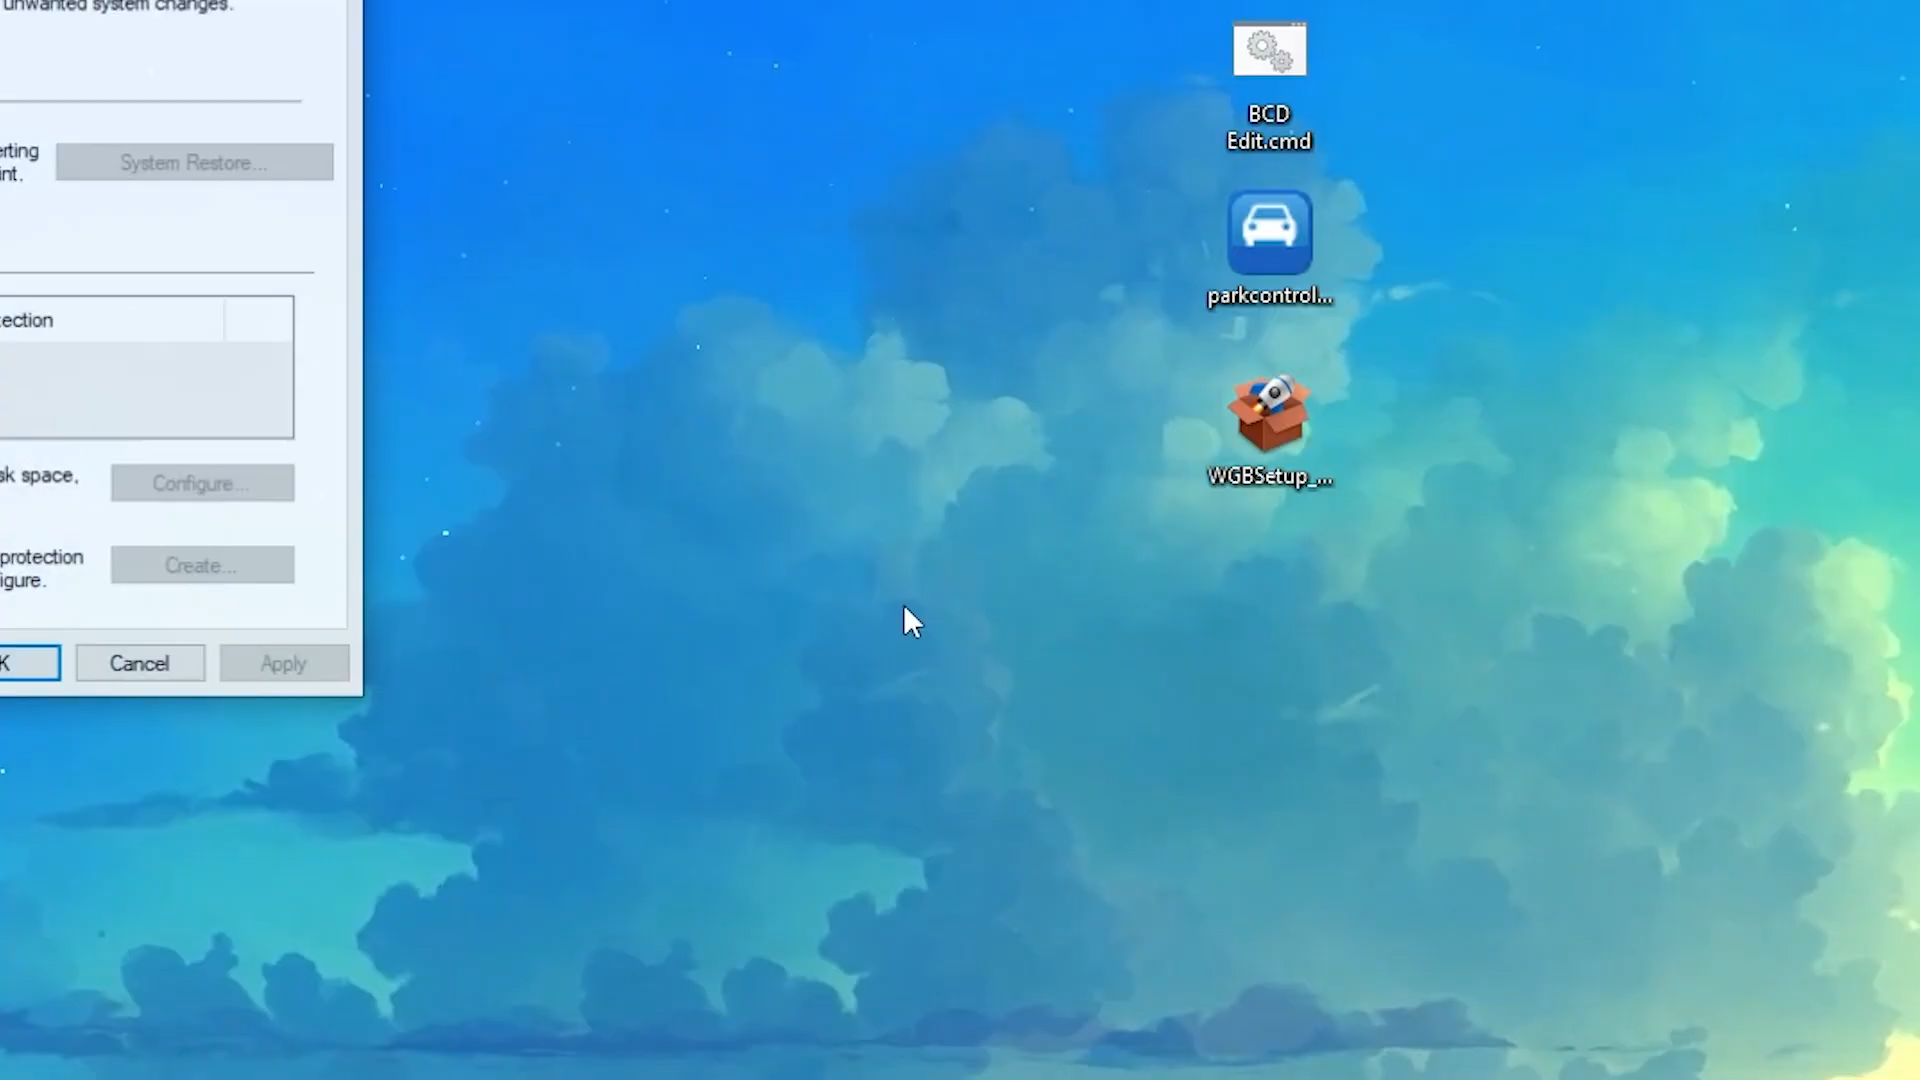 unwanted system changes.
erting
int.
System Restore...
tection
sk space,
Configure...
protection
igure.
Create...
K
Cancel
Apply
BCD
Edit.cmd
parkcontrol...
WGBSetup_...